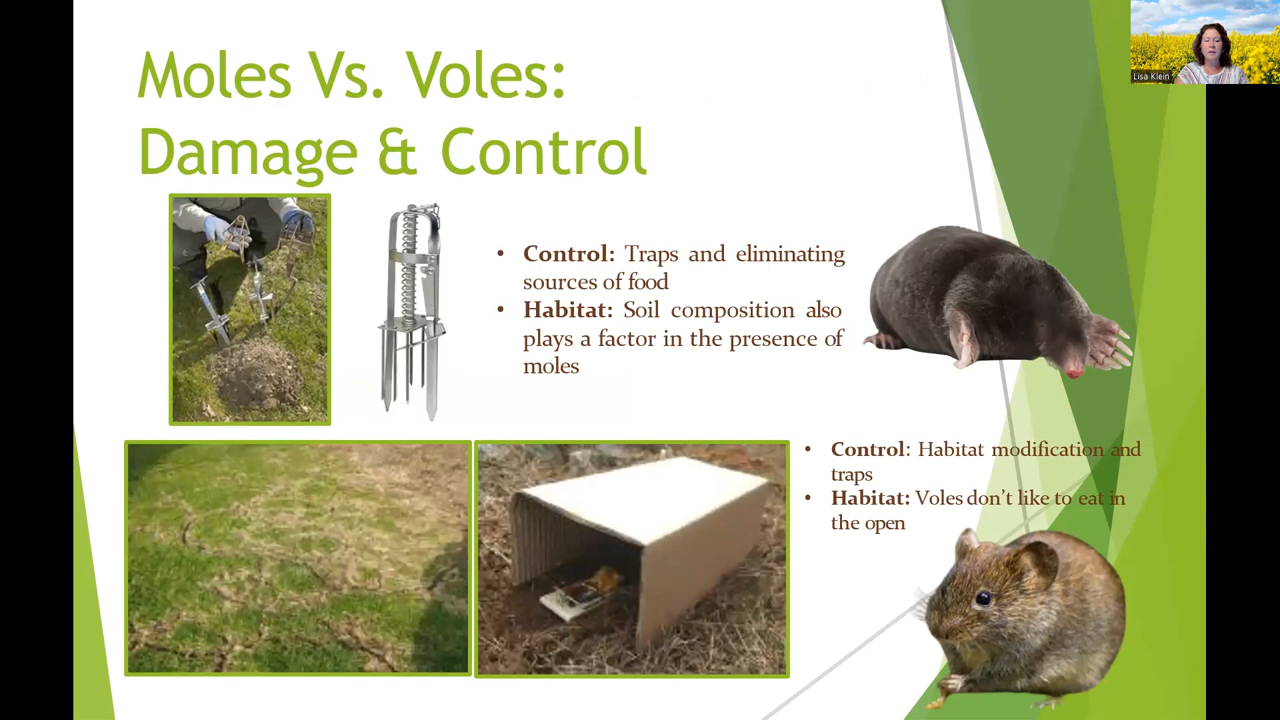 Moles Vs. Voles:
Damage & Control
Lisa Klein
• Control: Traps and eliminating
sources of food
• Habitat: Soil composition also
plays a factor in the presence of
moles
• Control: Habitat modification and
traps
• Habitat: Voles don't like to eat in
the open